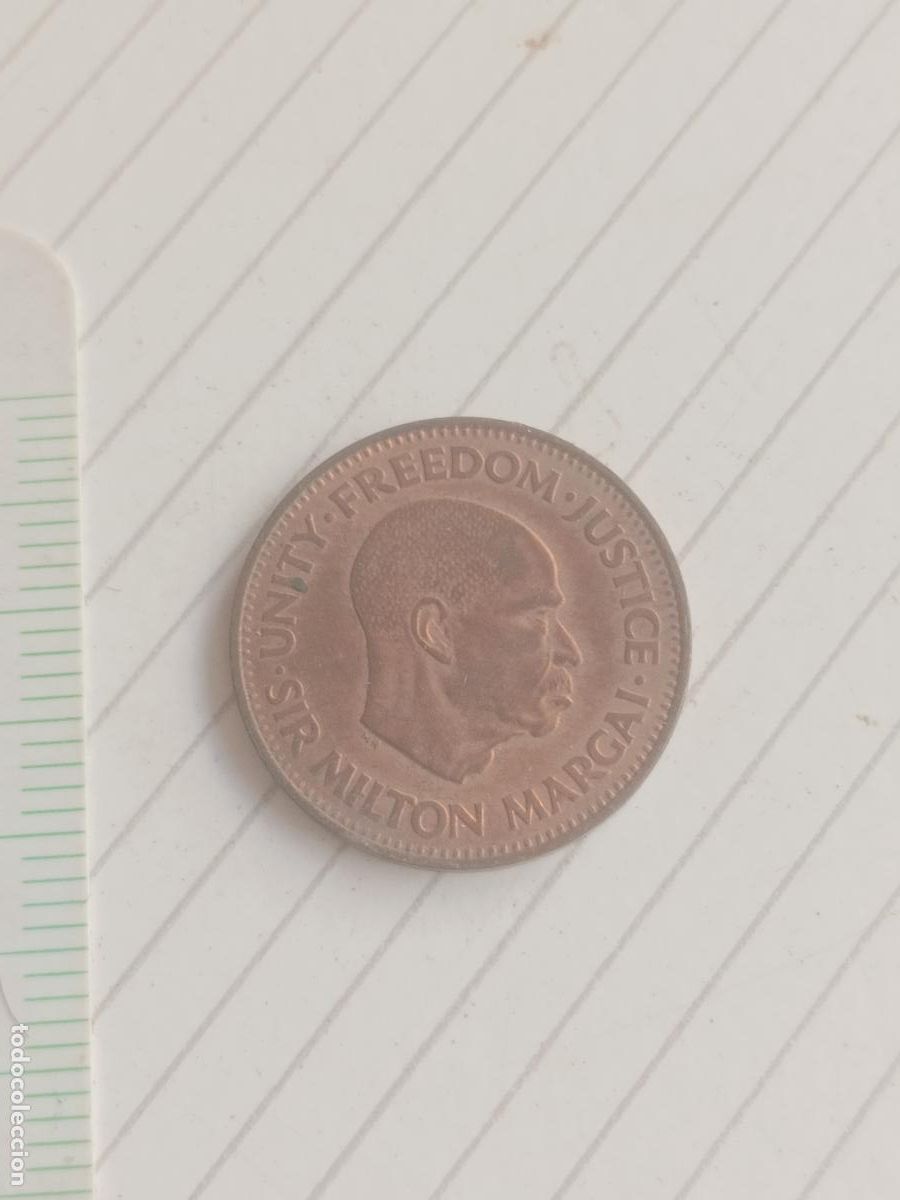 ·UNITY·FREEDOM·JUSTICE·
SIR MILTON MARGAI
todocoleccion